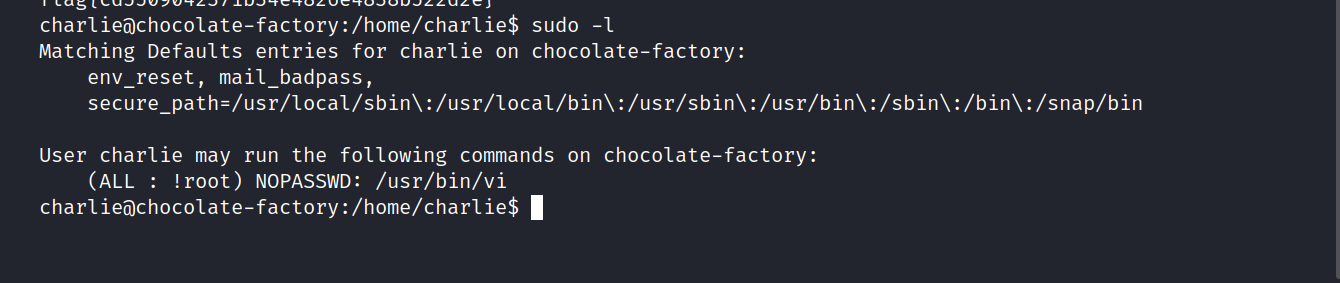 charlie@chocolate-factory:/home/charlie$ sudo -l
Matching Defaults entries for charlie on chocolate-factory:
    env_reset, mail_badpass,
    secure_path=/usr/local/sbin\:/usr/local/bin\:/usr/sbin\:/usr/bin\:/sbin\:/bin\:/snap/bin

User charlie may run the following commands on chocolate-factory:
    (ALL : !root) NOPASSWD: /usr/bin/vi
charlie@chocolate-factory:/home/charlie$